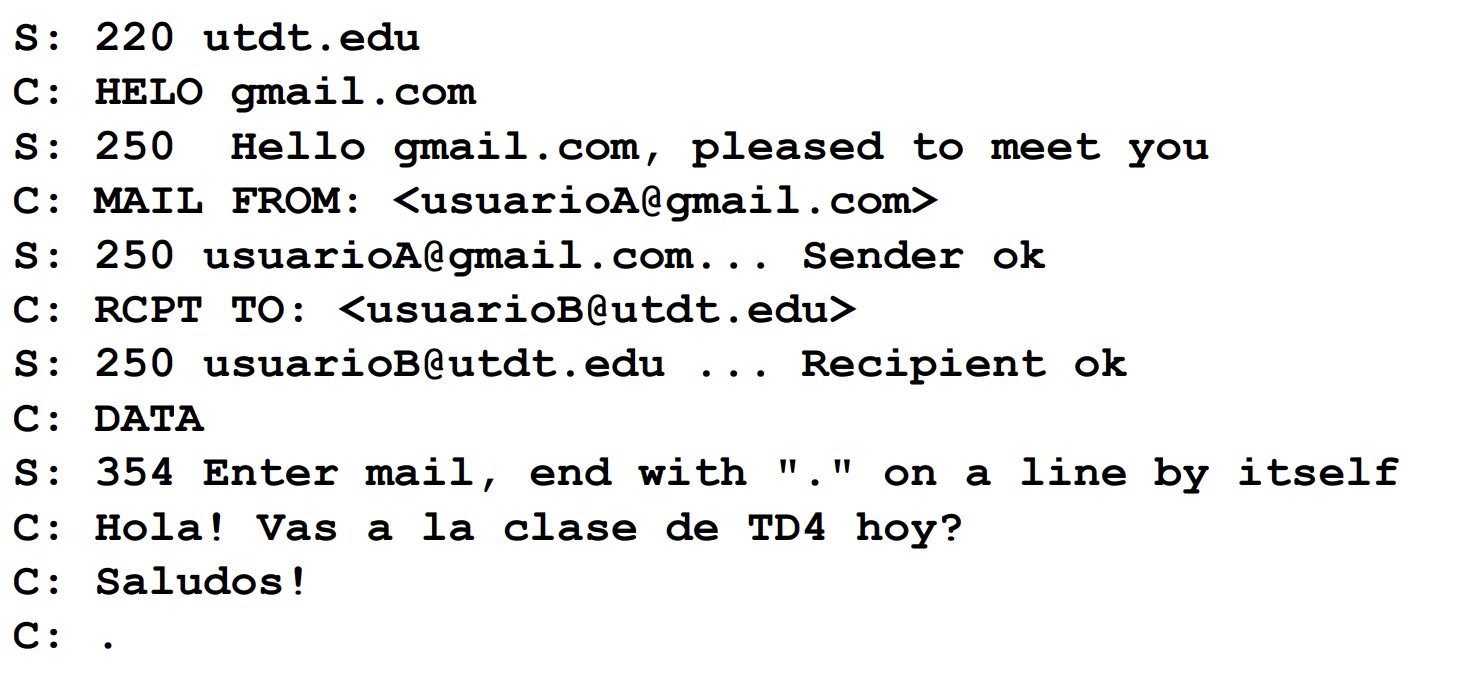 S: 220 utdt.edu
C: HELO gmail.com
S: 250  Hello gmail.com, pleased to meet you
C: MAIL FROM: <usuarioA@gmail.com>
S: 250 usuarioA@gmail.com... Sender ok
C: RCPT TO: <usuarioB@utdt.edu>
S: 250 usuarioB@utdt.edu ... Recipient ok
C: DATA
S: 354 Enter mail, end with "." on a line by itself
C: Hola! Vas a la clase de TD4 hoy?
C: Saludos!
C: .